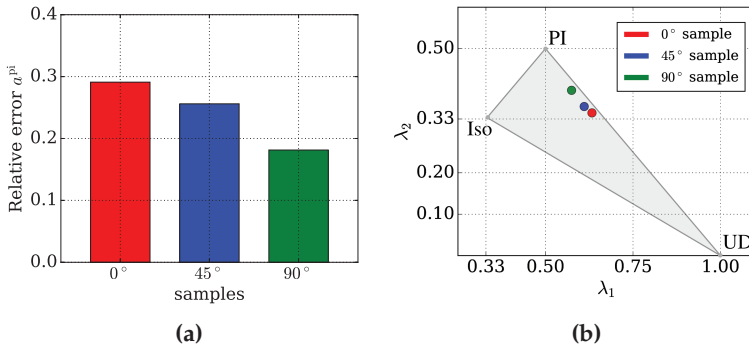 0.4
0.3
0.2
0.1
0.0
Relative error a^pi
0° 45° 90°
samples
(a)
0.50
0.33
0.20
0.10
λ2
PI
Iso
UD
0° sample
45° sample
90° sample
0.33 0.50 0.75 1.00
λ1
(b)